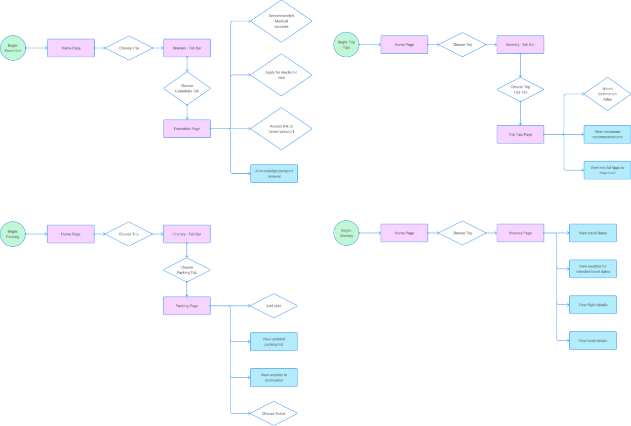 Begin:
Essentials
Home Page
Choose Trip
Itinerary - Tab Bar
Choose
Essentials Tab
Essentials Page
Recommended
Medical
vaccines
Apply for electronic
visa
Access link to
renew passport
Acknowledge passport
renewal
Begin: Trip
Tips
Home Page
Choose Trip
Itinerary - Tab Bar
Choose Trip
Tips Tab
Trip Tips Page
Watch
destination
video
View restaurant
recommendations
View helpful Apps to
download
Begin:
Packing
Home Page
Choose Trip
Itinerary - Tab Bar
Choose
Packing Tab
Packing Page
Add
View updated
packing list
View weather in
destination
Choose Avatar
Begin:
Itinerary
Home Page
Choose Trip
Itinerary Page
View travel dates
View weather for
intended travel dates
View flight details
View hotel details